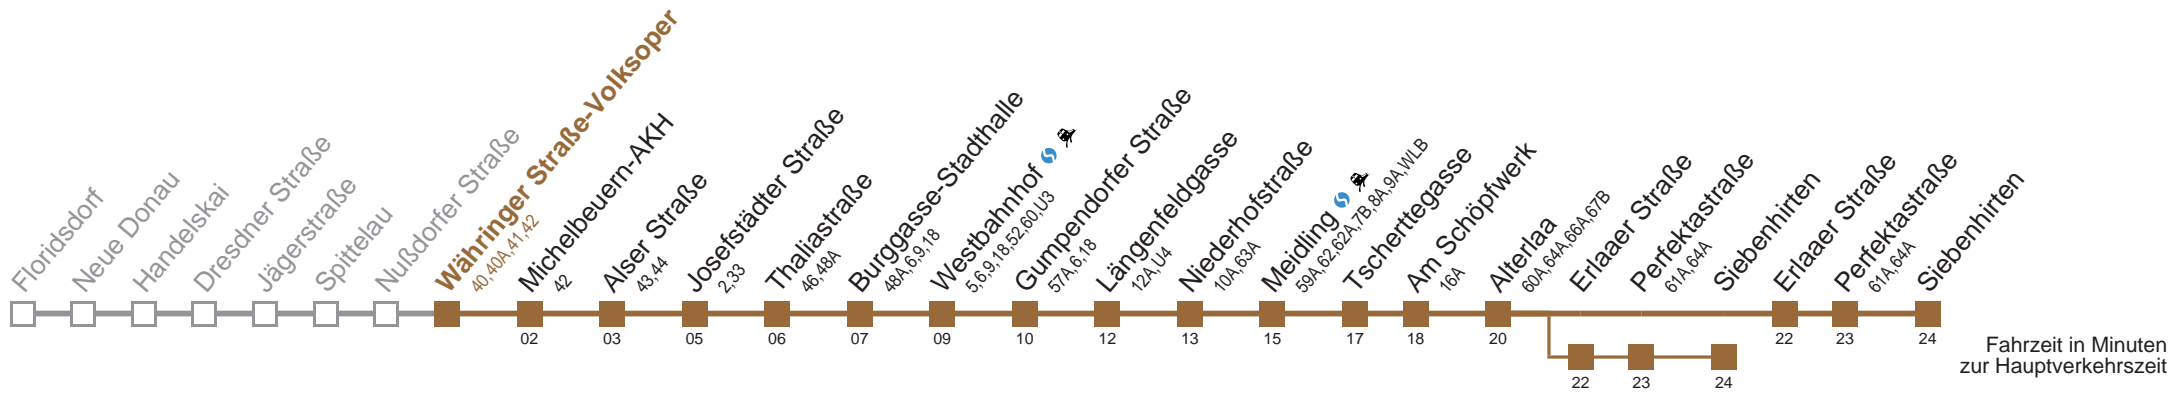 Floridsdorf
Neue Donau
Handelskai
Dresdner Straße
Jägerstraße
Spittelau
Nußdorfer Straße
Währinger Straße-Volksoper
40,40A,41,42
Michelbeuern-AKH
42
02
Alser Straße
43,44
03
Josefstädter Straße
2,33
05
Thaliastraße
46,48A
06
Burggasse-Stadthalle
48A,6,9,18
07
Westbahnhof
5,6,9,18,52,60,U3
09
Gumpendorfer Straße
57A,6,18
10
Längenfeldgasse
12A,U4
12
Niederhofstraße
10A,63A
13
Meidling
59A,62,62A,7B,8A,9A,WLB
15
Tscherttegasse
17
Am Schöpfwerk
16A
18
Alterlaa
60A,64A,66A,67B
20
Erlaaer Straße
22
Perfektastraße
61A,64A
23
Siebenhirten
24
Erlaaer Straße
22
Perfektastraße
61A,64A
23
Siebenhirten
24
Fahrzeit in Minuten
zur Hauptverkehrszeit